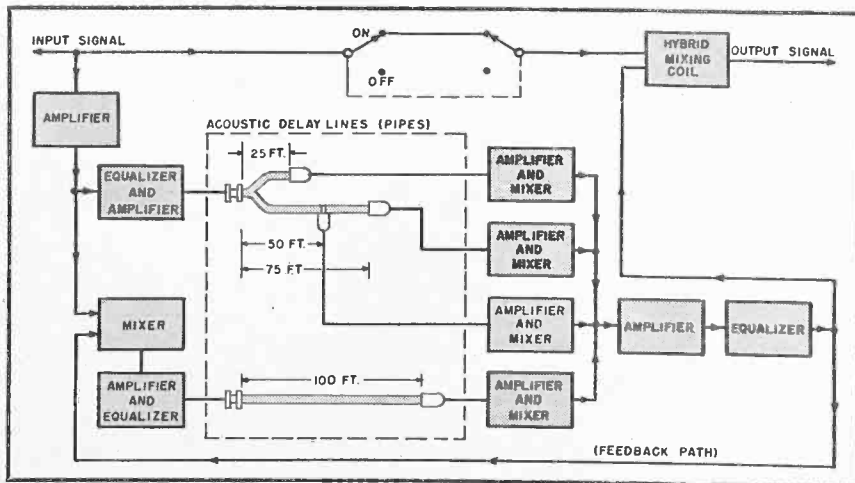 INPUT SIGNAL
ON
OFF
HYBRID
MIXING
COIL
OUTPUT SIGNAL
AMPLIFIER
ACOUSTIC DELAY LINES (PIPES)
25 FT.
EQUALIZER
AND
AMPLIFIER
AMPLIFIER
AND
MIXER
50 FT.
75 FT
AMPLIFIER
AND
MIXER
MIXER
AMPLIFIER
AND
MIXER
AMPLIFIER
EQUALIZER
AMPLIFIER
AND
EQUALIZER
100 FT.
AMPLIFIER
AND
MIXER
(FEEDBACK PATH)